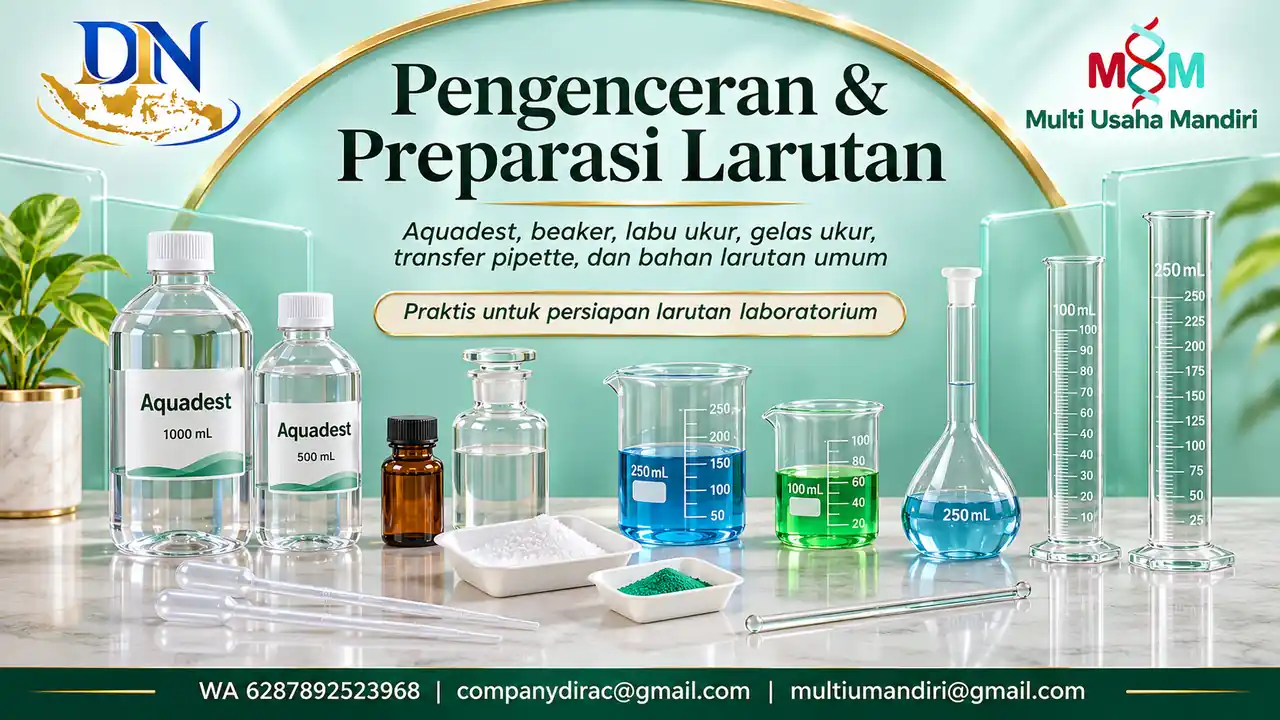 DIN
Pengenceran &
Preparasi Larutan
Aquadest, beaker, labu ukur, gelas ukur,
transfer pipette, dan bahan larutan umum
Praktis untuk persiapan larutan laboratorium
M M
Multi Usaha Mandiri
Aquadest
1000 mL
Aquadest
500 mL
250
200
250 mL
150
100
50
100
80
100 mL
60
40
20
250 mL
100 mL
100
90
80
70
60
50
40
30
20
10
250 mL
250
225
200
175
150
125
100
75
50
25
WA 6287892523968 | companydirac@gmail.com | multiumandiri@gmail.com